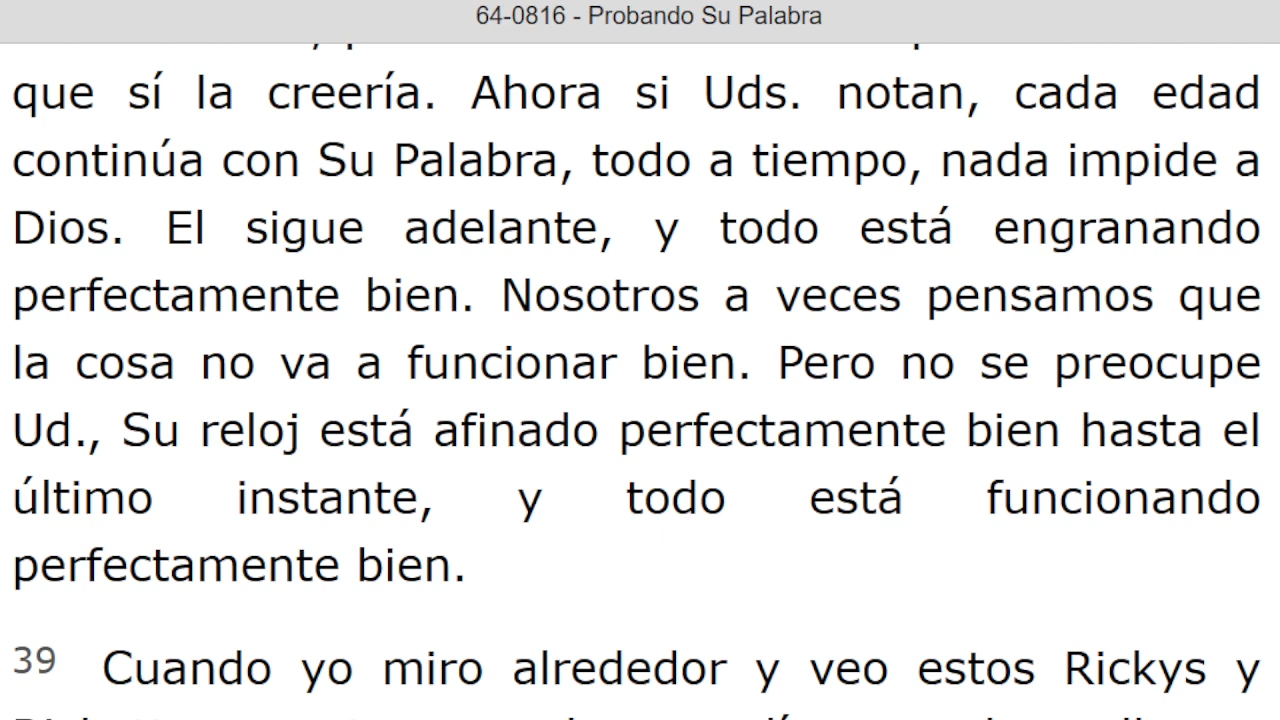 64-0816 - Probando Su Palabra
que sí la creería. Ahora si Uds. notan, cada edad
continúa con Su Palabra, todo a tiempo, nada impide a
Dios. El sigue adelante, y todo está engranando
perfectamente bien. Nosotros a veces pensamos que
la cosa no va a funcionar bien. Pero no se preocupe
Ud., Su reloj está afinado perfectamente bien hasta el
último instante, y todo está funcionando
perfectamente bien.
39 Cuando yo miro alrededor y veo estos Rickys y